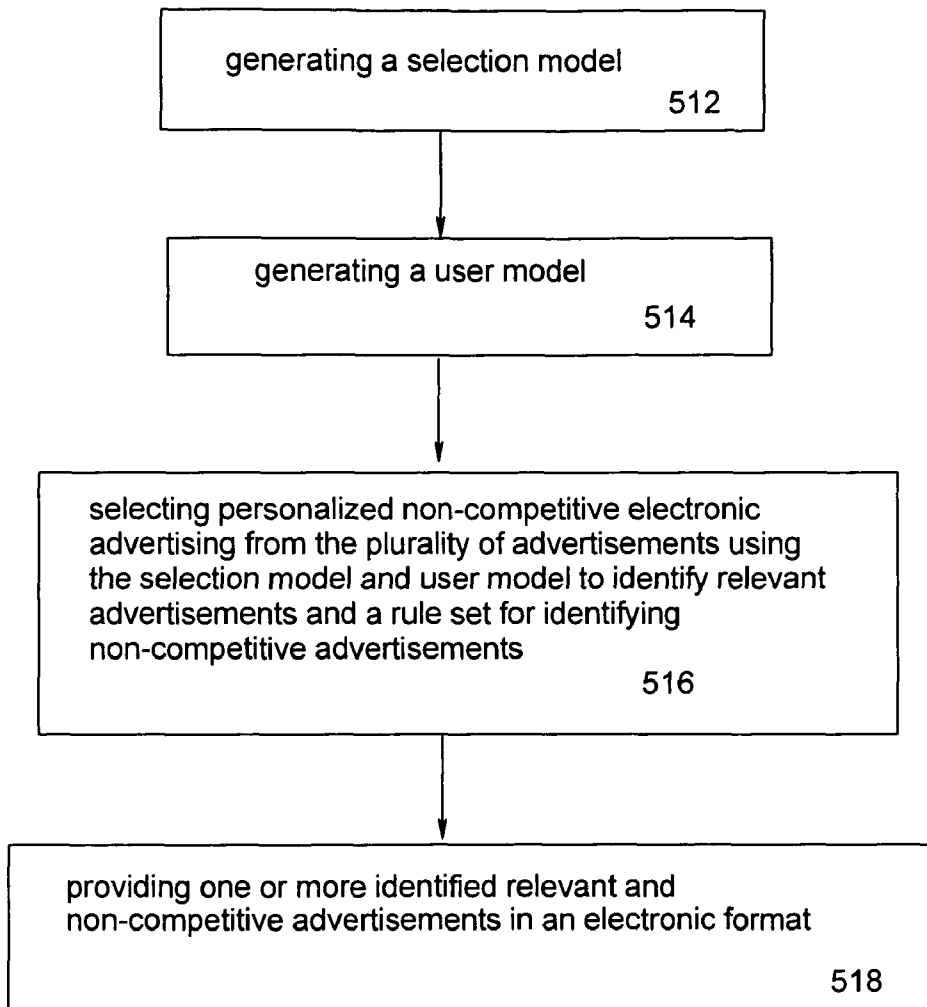 generating a selection model
512
generating a user model
514
selecting personalized non-competitive electronic
advertising from the plurality of advertisements using
the selection model and user model to identify relevant
advertisements and a rule set for identifying
non-competitive advertisements
516
providing one or more identified relevant and
non-competitive advertisements in an electronic format
518